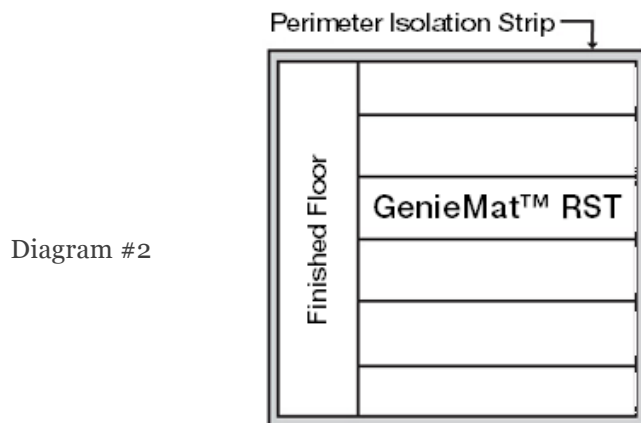 Perimeter Isolation Strip
Diagram #2
Finished Floor
GenieMat™ RST